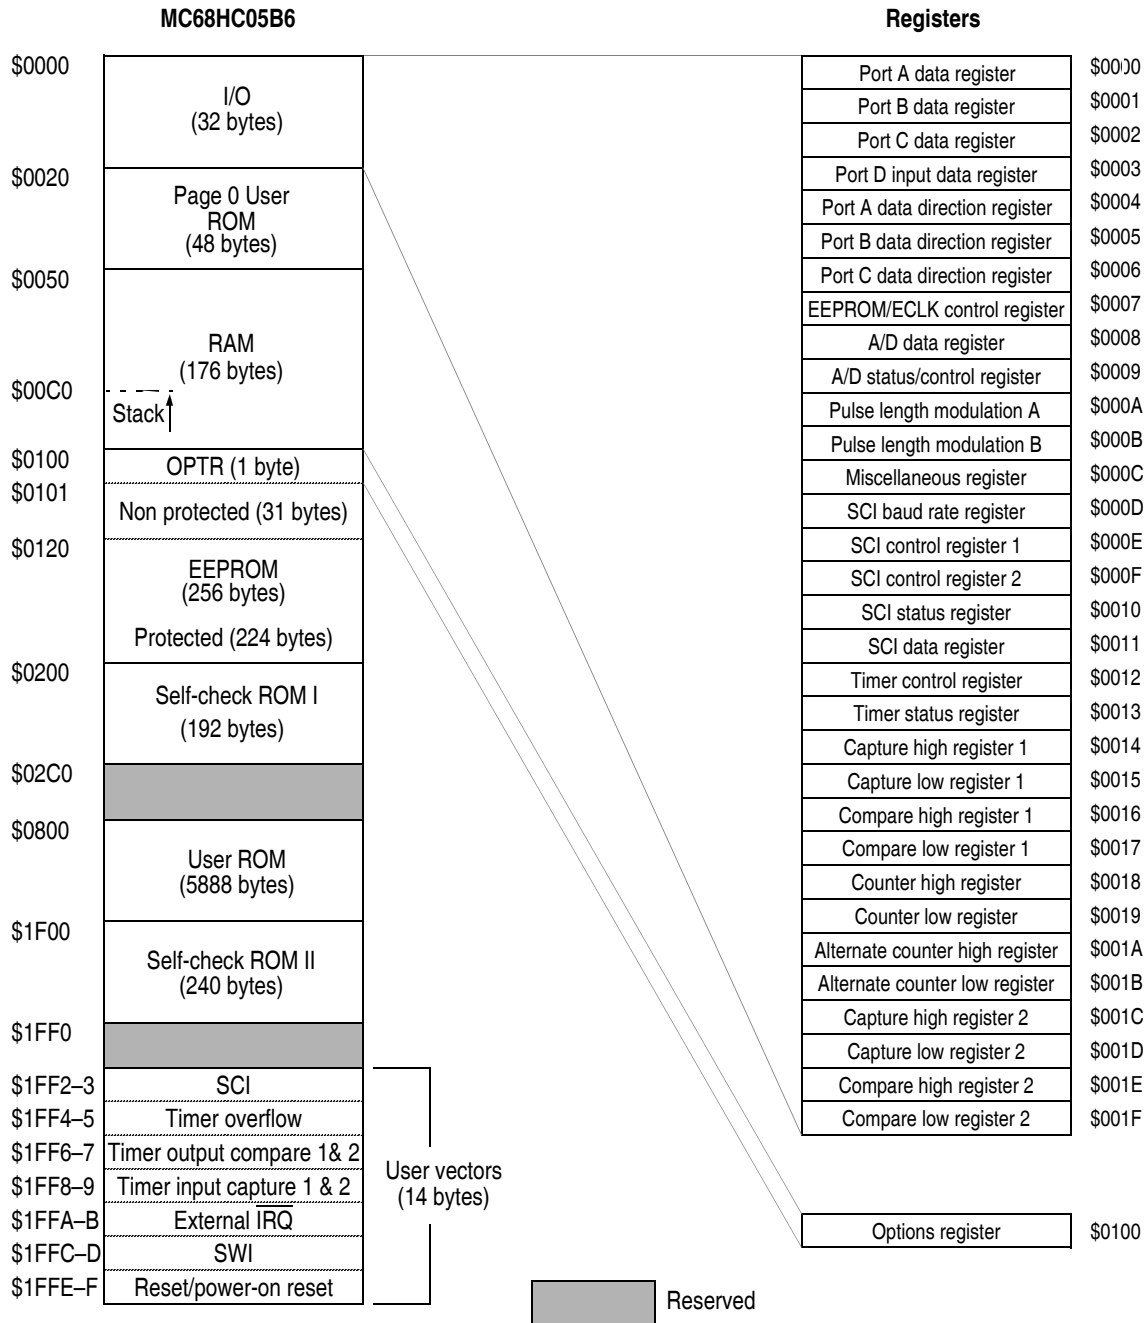 MC68HC05B6
Registers
$0000
I/O
(32 bytes)
$0020
Page 0 User
ROM
(48 bytes)
$0050
RAM
(176 bytes)
$00C0
Stack
$0100
OPTR (1 byte)
$0101
Non protected (31 bytes)
$0120
EEPROM
(256 bytes)
Protected (224 bytes)
$0200
Self-check ROM I
(192 bytes)
$02C0
$0800
User ROM
(5888 bytes)
$1F00
Self-check ROM II
(240 bytes)
$1FF0
$1FF2–3 SCI
$1FF4–5 Timer overflow
$1FF6–7 Timer output compare 1& 2
$1FF8–9 Timer input capture 1 & 2
$1FFA–B External IRQ
$1FFC–D SWI
$1FFE–F Reset/power-on reset
User vectors
(14 bytes)
Port A data register $0000
Port B data register $0001
Port C data register $0002
Port D input data register $0003
Port A data direction register $0004
Port B data direction register $0005
Port C data direction register $0006
EEPROM/ECLK control register $0007
A/D data register $0008
A/D status/control register $0009
Pulse length modulation A $000A
Pulse length modulation B $000B
Miscellaneous register $000C
SCI baud rate register $000D
SCI control register 1 $000E
SCI control register 2 $000F
SCI status register $0010
SCI data register $0011
Timer control register $0012
Timer status register $0013
Capture high register 1 $0014
Capture low register 1 $0015
Compare high register 1 $0016
Compare low register 1 $0017
Counter high register $0018
Counter low register $0019
Alternate counter high register $001A
Alternate counter low register $001B
Capture high register 2 $001C
Capture low register 2 $001D
Compare high register 2 $001E
Compare low register 2 $001F
Options register $0100
Reserved